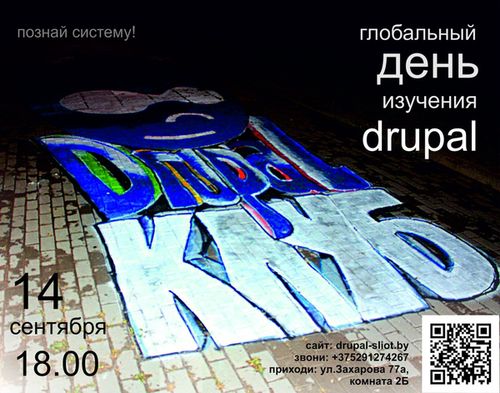 познай систему!
глобальный
день
изучения
drupal
Drupal
КЛУБ
14
сентября
18.00
сайт: drupal-sliot.by
звони: +375291274267
приходи: ул.Захарова 77а,
комната 2Б